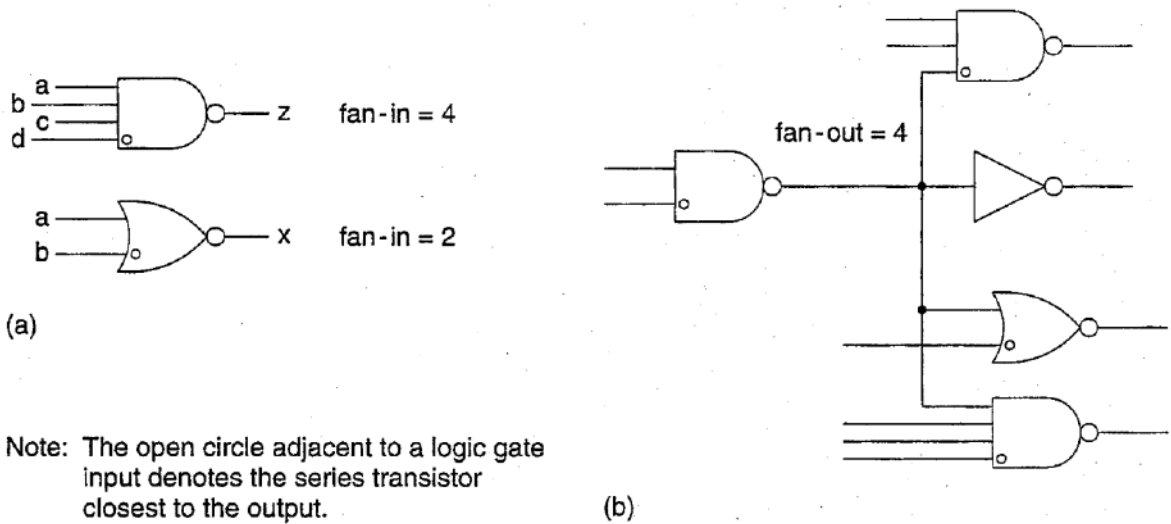 a
b
c
d
z
fan-in = 4
a
b
x
fan-in = 2
(a)
Note: The open circle adjacent to a logic gate
input denotes the series transistor
closest to the output.
fan-out = 4
(b)